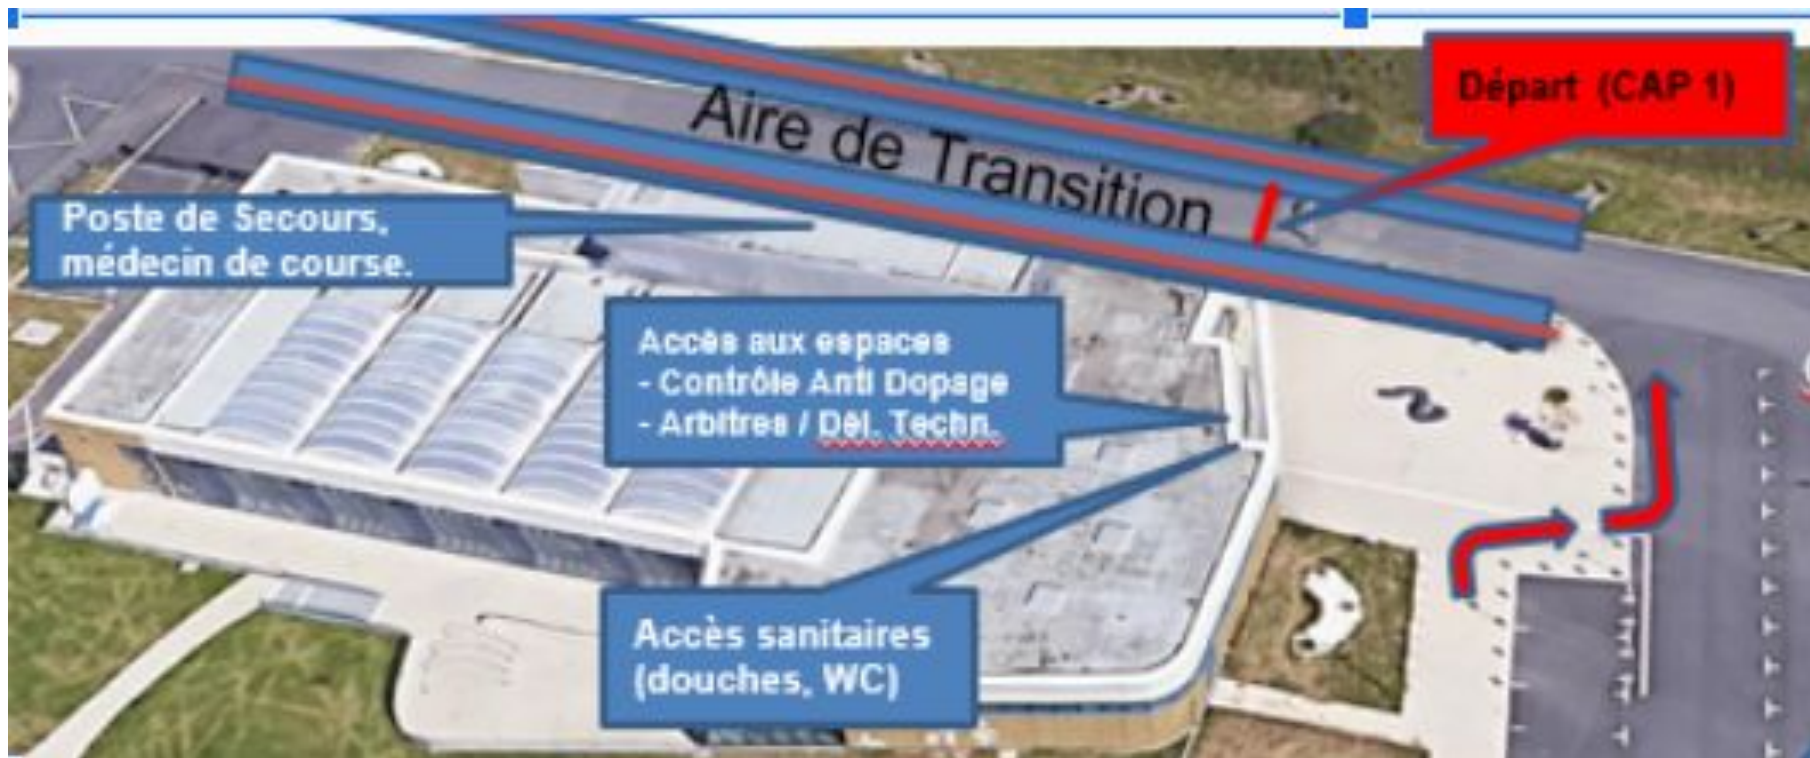 Départ (CAP 1)
Aire de Transition
Poste de Secours,
médecin de course.
Accès aux espaces
- Contrôle Anti Dopage
- Arbitres / Dél. Techn.
Accès sanitaires
(douches, WC)